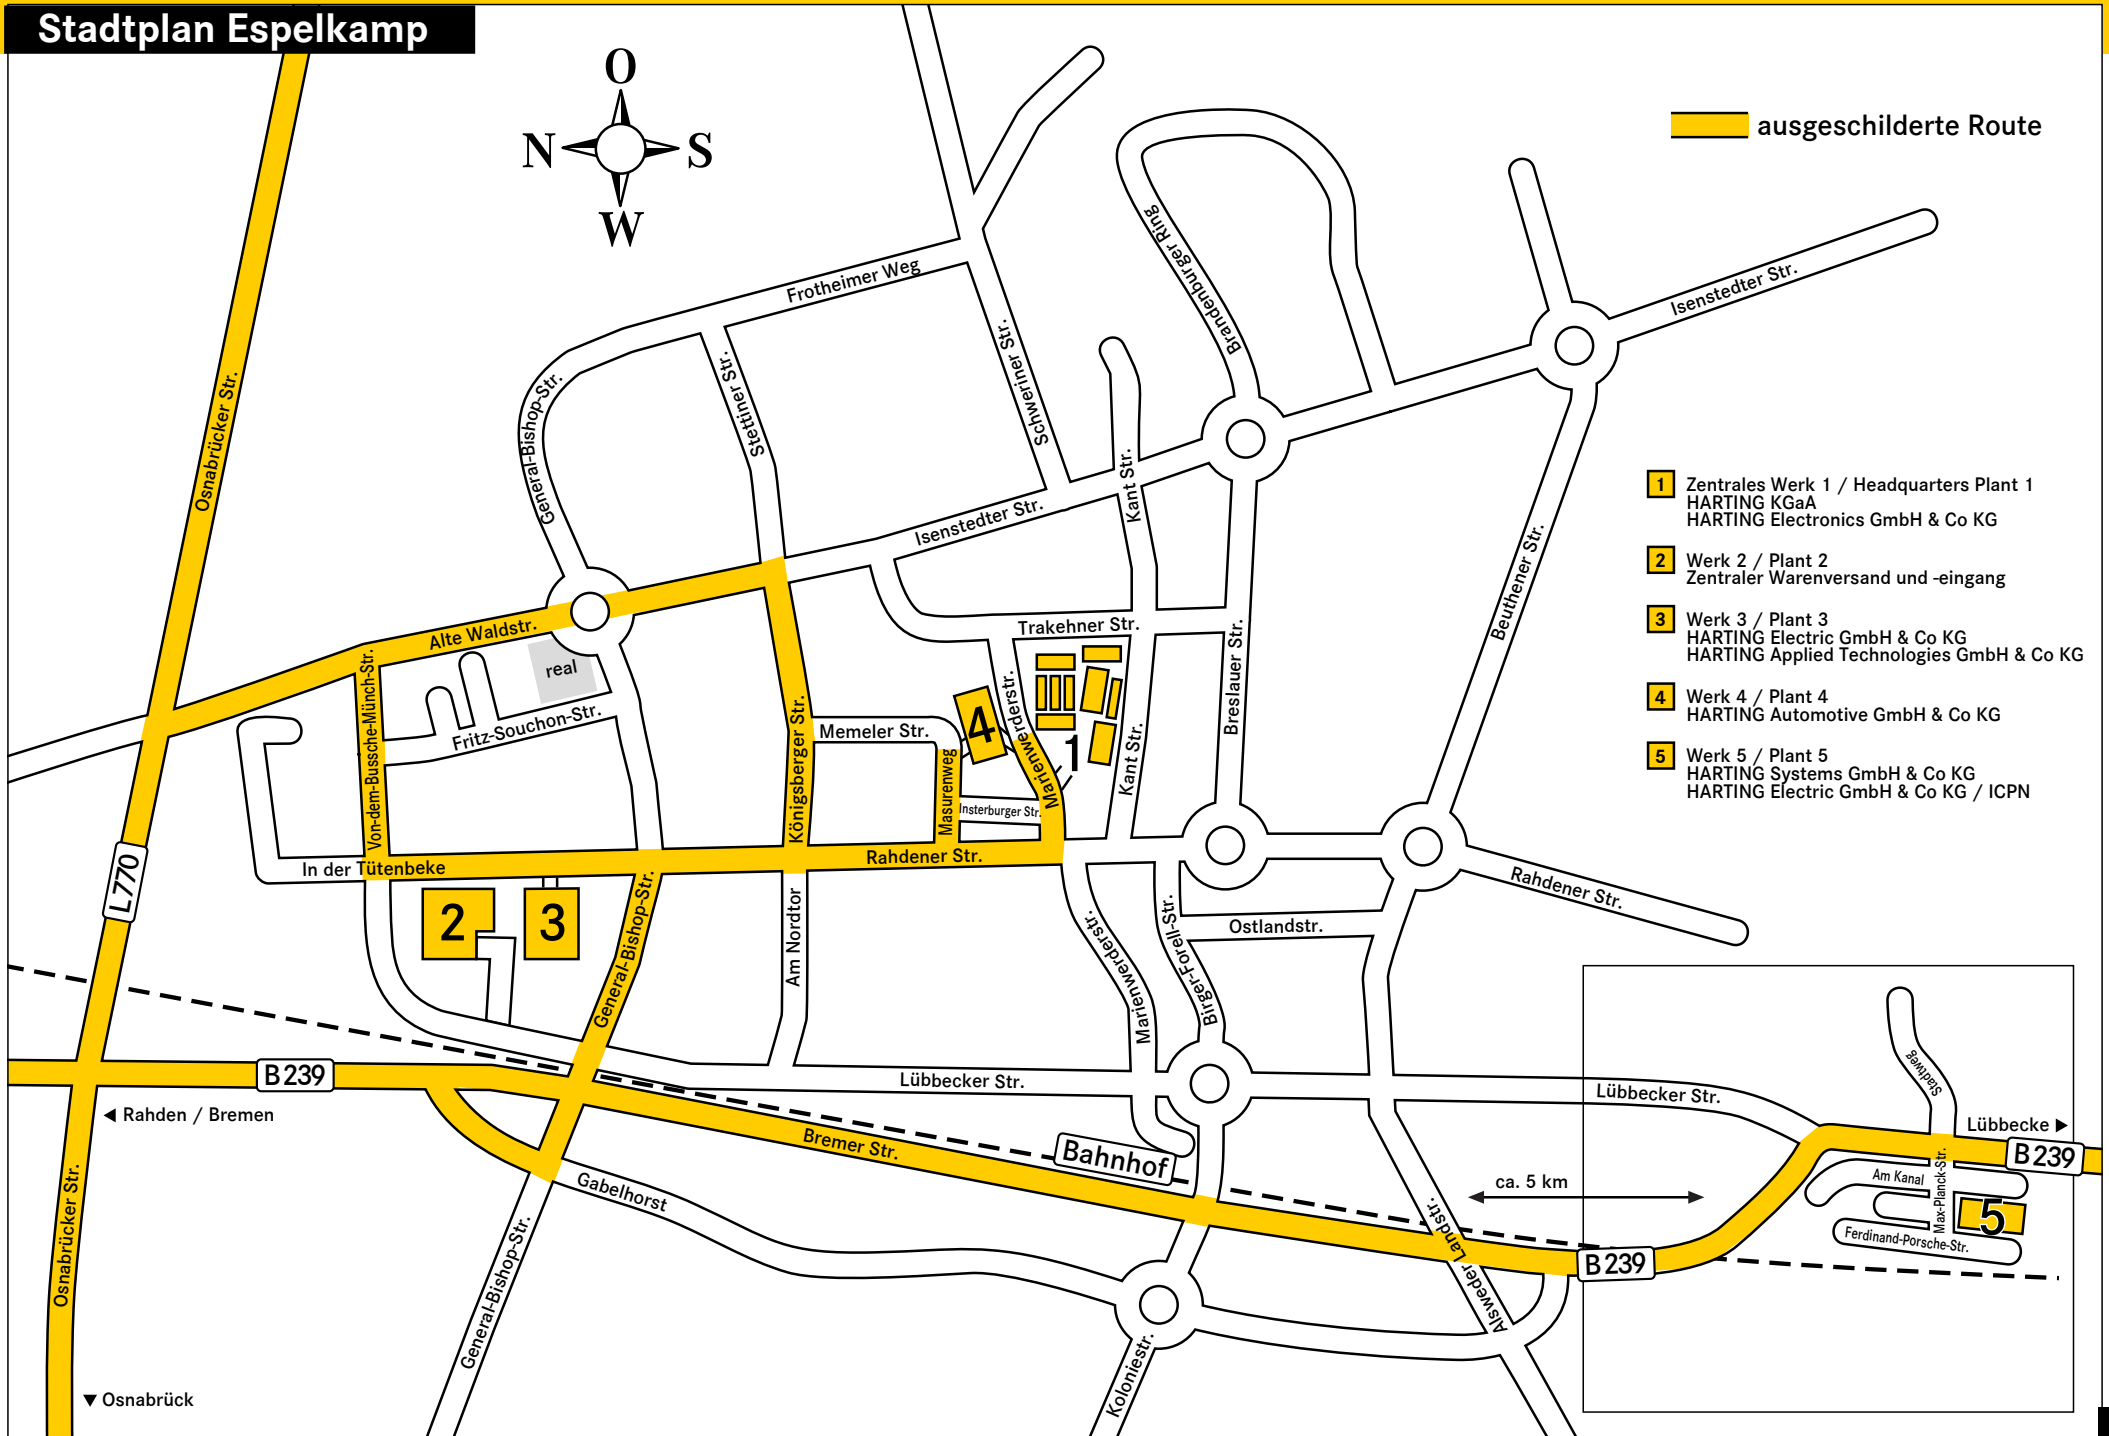 Stadtplan Espelkamp
O
N
S
W
ausgeschilderte Route
Osnabrücker Str.
Frotheimer Weg
General-Bishop-Str.
Stettiner Str.
Schweriner Str.
Brandenburger Ring
Isenstedter Str.
Kant Str.
Isenstedter Str.
Beuthener Str.
1 Zentrales Werk 1 / Headquarters Plant 1
HARTING KGaA
HARTING Electronics GmbH & Co KG
2 Werk 2 / Plant 2
Zentraler Warenversand und -eingang
3 Werk 3 / Plant 3
HARTING Electric GmbH & Co KG
HARTING Applied Technologies GmbH & Co KG
4 Werk 4 / Plant 4
HARTING Automotive GmbH & Co KG
5 Werk 5 / Plant 5
HARTING Systems GmbH & Co KG
HARTING Electric GmbH & Co KG / ICPN
Alte Waldstr.
real
Trakehner Str.
Von-dem-Bussche-Münch-Str.
Fritz-Souchon-Str.
Königsberger Str.
Memeler Str.
Masurenweg
4
Marienwerderstr.
Marienwerderstr.
1
Kant Str.
Breslauer Str.
Insterburger Str.
In der Tütenbeke
Rahdener Str.
Rahdener Str.
L770
2
3
General-Bishop-Str.
Am Nordtor
Marienwerderstr.
Birger-Forell-Str.
Ostlandstr.
B 239
Lübbecker Str.
Lübbecker Str.
Stadtweg
Lübbecke
B 239
Rahden / Bremen
Bremer Str.
Bahnhof
ca. 5 km
Am Kanal
Max-Planck-Str.
5
Ferdinand-Porsche-Str.
Gabelhorst
Alsweder Landstr.
B 239
Osnabrücker Str.
General-Bishop-Str.
Koloniestr.
Osnabrück